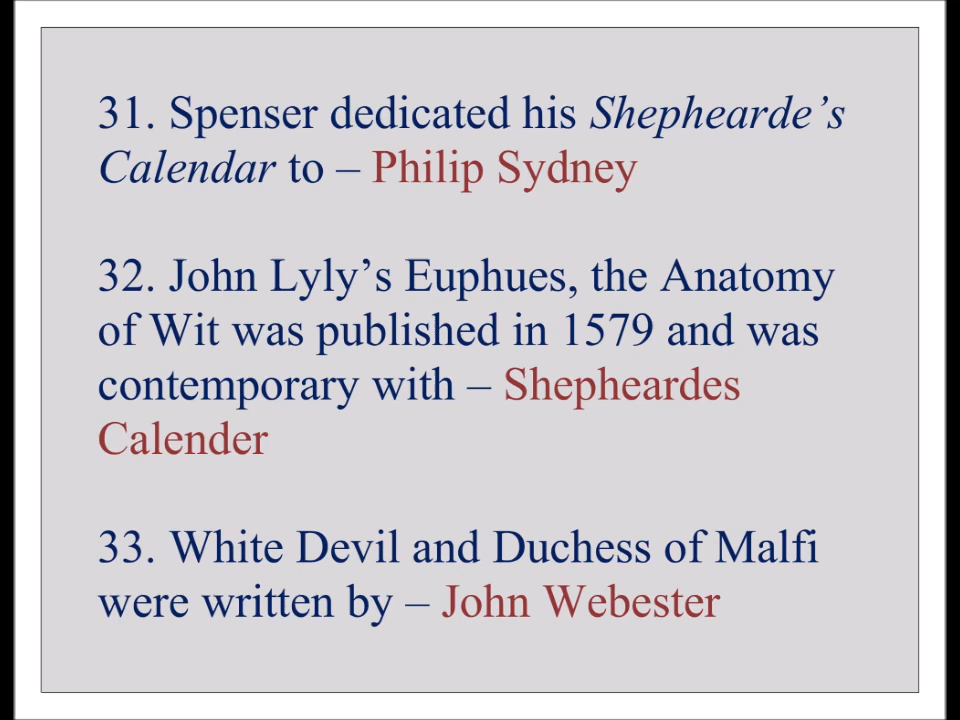 31. Spenser dedicated his Shephearde’s
Calendar to – Philip Sydney
32. John Lyly’s Euphues, the Anatomy
of Wit was published in 1579 and was
contemporary with – Shepheardes
Calender
33. White Devil and Duchess of Malfi
were written by – John Webester